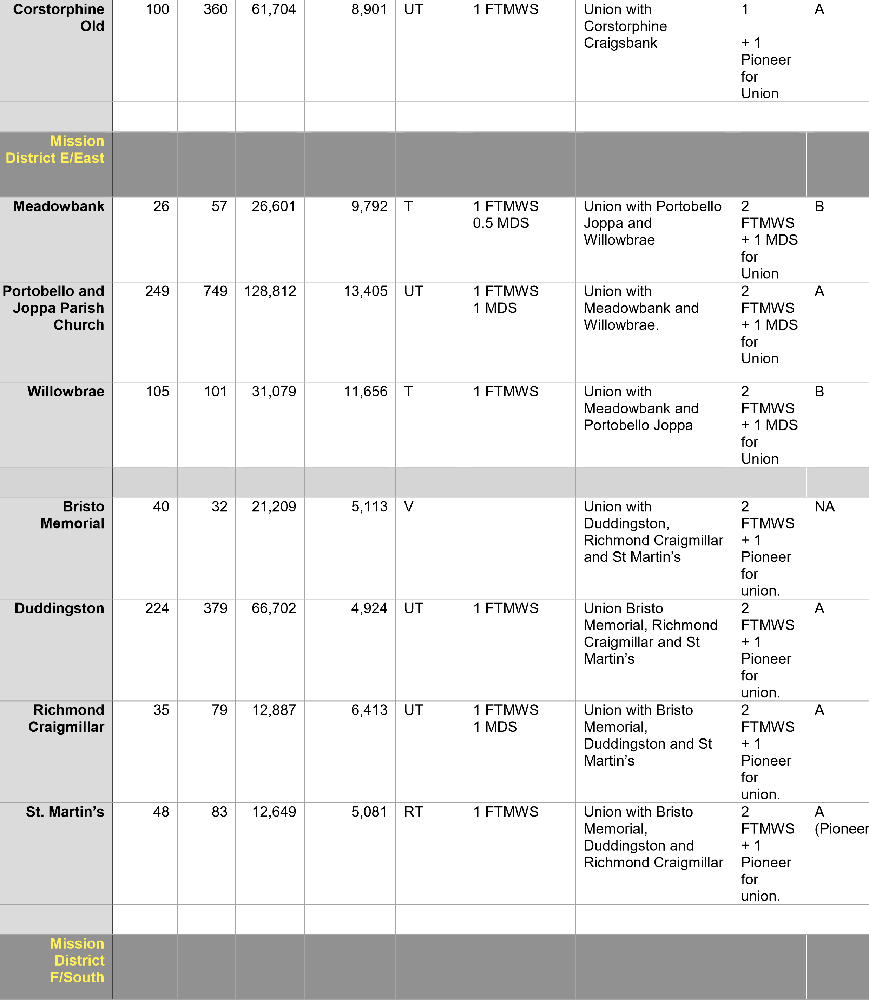 Corstorphine Old 100 360 61,704 8,901 UT 1 FTMWS Union with Corstorphine Craigsbank 1 + 1 Pioneer for Union A
Mission District E/East
Meadowbank 26 57 26,601 9,792 T 1 FTMWS 0.5 MDS Union with Portobello Joppa and Willowbrae 2 FTMWS + 1 MDS for Union B
Portobello and Joppa Parish Church 249 749 128,812 13,405 UT 1 FTMWS 1 MDS Union with Meadowbank and Willowbrae. 2 FTMWS + 1 MDS for Union A
Willowbrae 105 101 31,079 11,656 T 1 FTMWS Union with Meadowbank and Portobello Joppa 2 FTMWS + 1 MDS for Union B
Bristo Memorial 40 32 21,209 5,113 V Union with Duddingston, Richmond Craigmillar and St Martin’s 2 FTMWS + 1 Pioneer for union. NA
Duddingston 224 379 66,702 4,924 UT 1 FTMWS Union Bristo Memorial, Richmond Craigmillar and St Martin’s 2 FTMWS + 1 Pioneer for union. A
Richmond Craigmillar 35 79 12,887 6,413 UT 1 FTMWS 1 MDS Union with Bristo Memorial, Duddingston and St Martin’s 2 FTMWS + 1 Pioneer for union. A
St. Martin’s 48 83 12,649 5,081 RT 1 FTMWS Union with Bristo Memorial, Duddingston and Richmond Craigmillar 2 FTMWS + 1 Pioneer for union. A (Pioneer
Mission District F/South